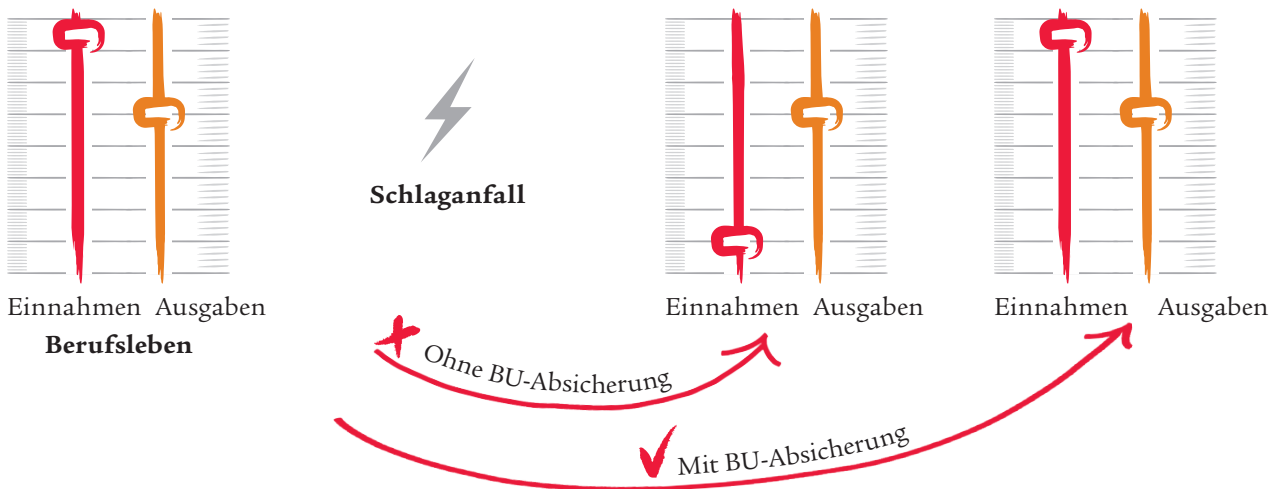 Schlaganfall
Einnahmen Ausgaben
Berufsleben
Einnahmen Ausgaben
Einnahmen Ausgaben
Ohne BU-Absicherung
Mit BU-Absicherung